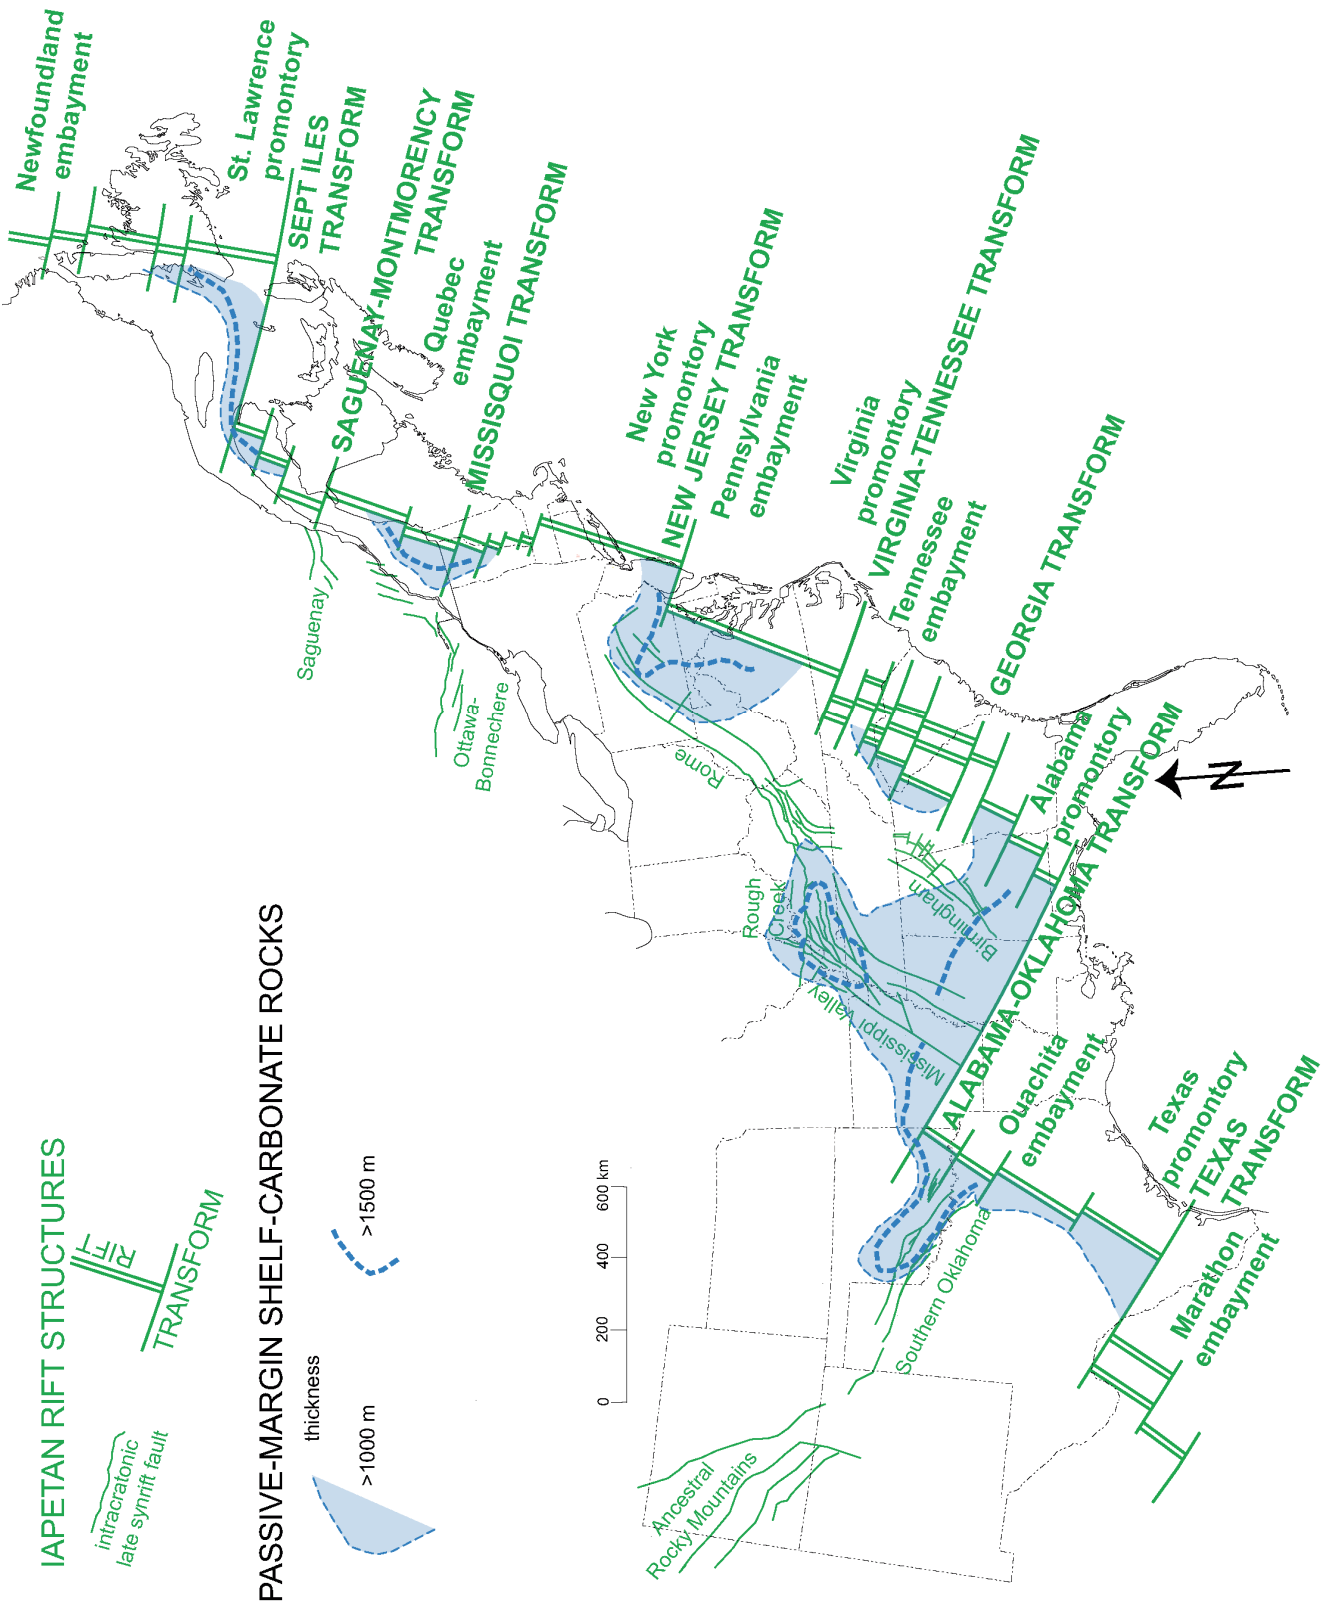 IAPETAN RIFT STRUCTURES
RIFT
TRANSFORM
intracratonic
late synrift fault
PASSIVE-MARGIN SHELF-CARBONATE ROCKS
thickness
>1000 m
>1500 m
0
200
400
600 km
N
Newfoundland
embayment
St. Lawrence
promontory
SEPT ILES
TRANSFORM
SAGUENAY-MONTMORENCY
TRANSFORM
Quebec
embayment
MISSISQUOI TRANSFORM
New York
promontory
NEW JERSEY TRANSFORM
Pennsylvania
embayment
Virginia
promontory
VIRGINIA-TENNESSEE TRANSFORM
Tennessee
embayment
GEORGIA TRANSFORM
Alabama
promontory
ALABAMA-OKLAHOMA TRANSFORM
Ouachita
embayment
Texas
promontory
TEXAS
TRANSFORM
Marathon
embayment
Saguenay
Ottawa-
Bonnechere
Rome
Rough
Creek
Birmingham
Mississippi Valley
Southern Oklahoma
Ancestral
Rocky Mountains